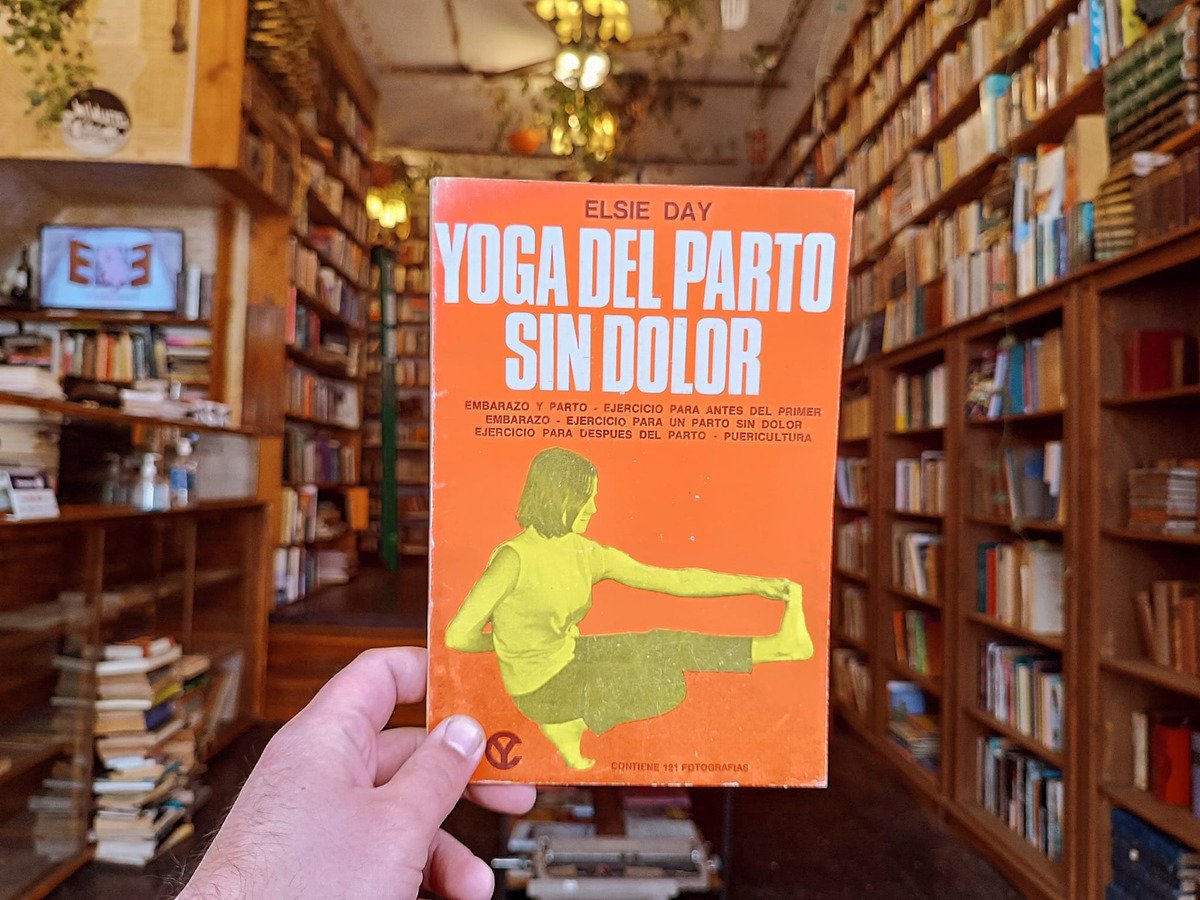 ELSIE DAY
YOGA DEL PARTO
SIN DOLOR
EMBARAZO Y PARTO - EJERCICIO PARA ANTES DEL PRIMER
EMBARAZO - EJERCICIO PARA UN PARTO SIN DOLOR
EJERCICIO PARA DESPUES DEL PARTO - PUERICULTURA
CONTIENE 121 FOTOGRAFIAS